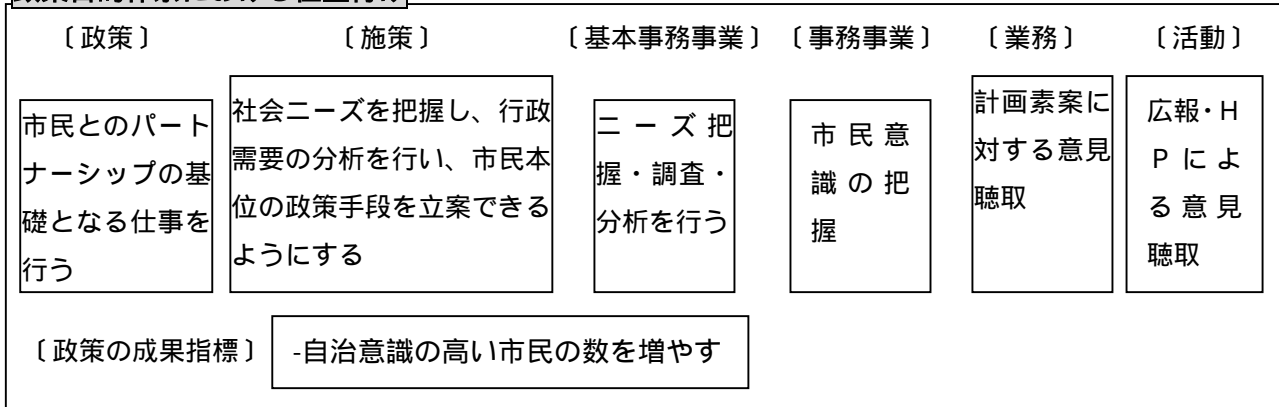 〔政策〕 〔施策〕 〔基本事務事業〕 〔事務事業〕 〔業務〕 〔活動〕
市民とのパート
ナーシップの基
礎となる仕事を
行う
社会ニーズを把握し、行政
需要の分析を行い、市民本
位の政策手段を立案できる
ようにする
ニーズ把
握・調査・
分析を行う
市民意
識の把
握
計画素案に
対する意見
聴取
広報・H
Pによ
る意見
聴取
〔政策の成果指標〕 -自治意識の高い市民の数を増やす